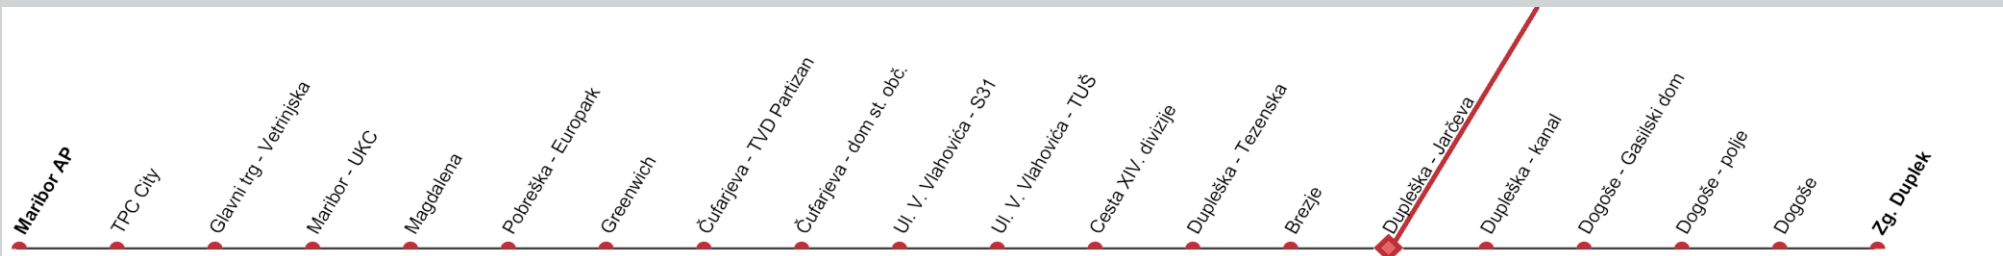 Maribor AP
TPC City
Glavni trg - Vetrinjska
Maribor - UKC
Magdalena
Pobreška - Europark
Greenwich
Čufarjeva - TVD Partizan
Čufarjeva - dom st. obč.
Ul. V. Vlahovića - S31
Ul. V. Vlahovića - TUŠ
Cesta XIV. divizije
Dupleška - Tezenska
Brezje
Dupleška - Jarčeva
Dupleška - kanal
Dogoše - Gasilski dom
Dogoše - polje
Dogoše
Zg. Duplek